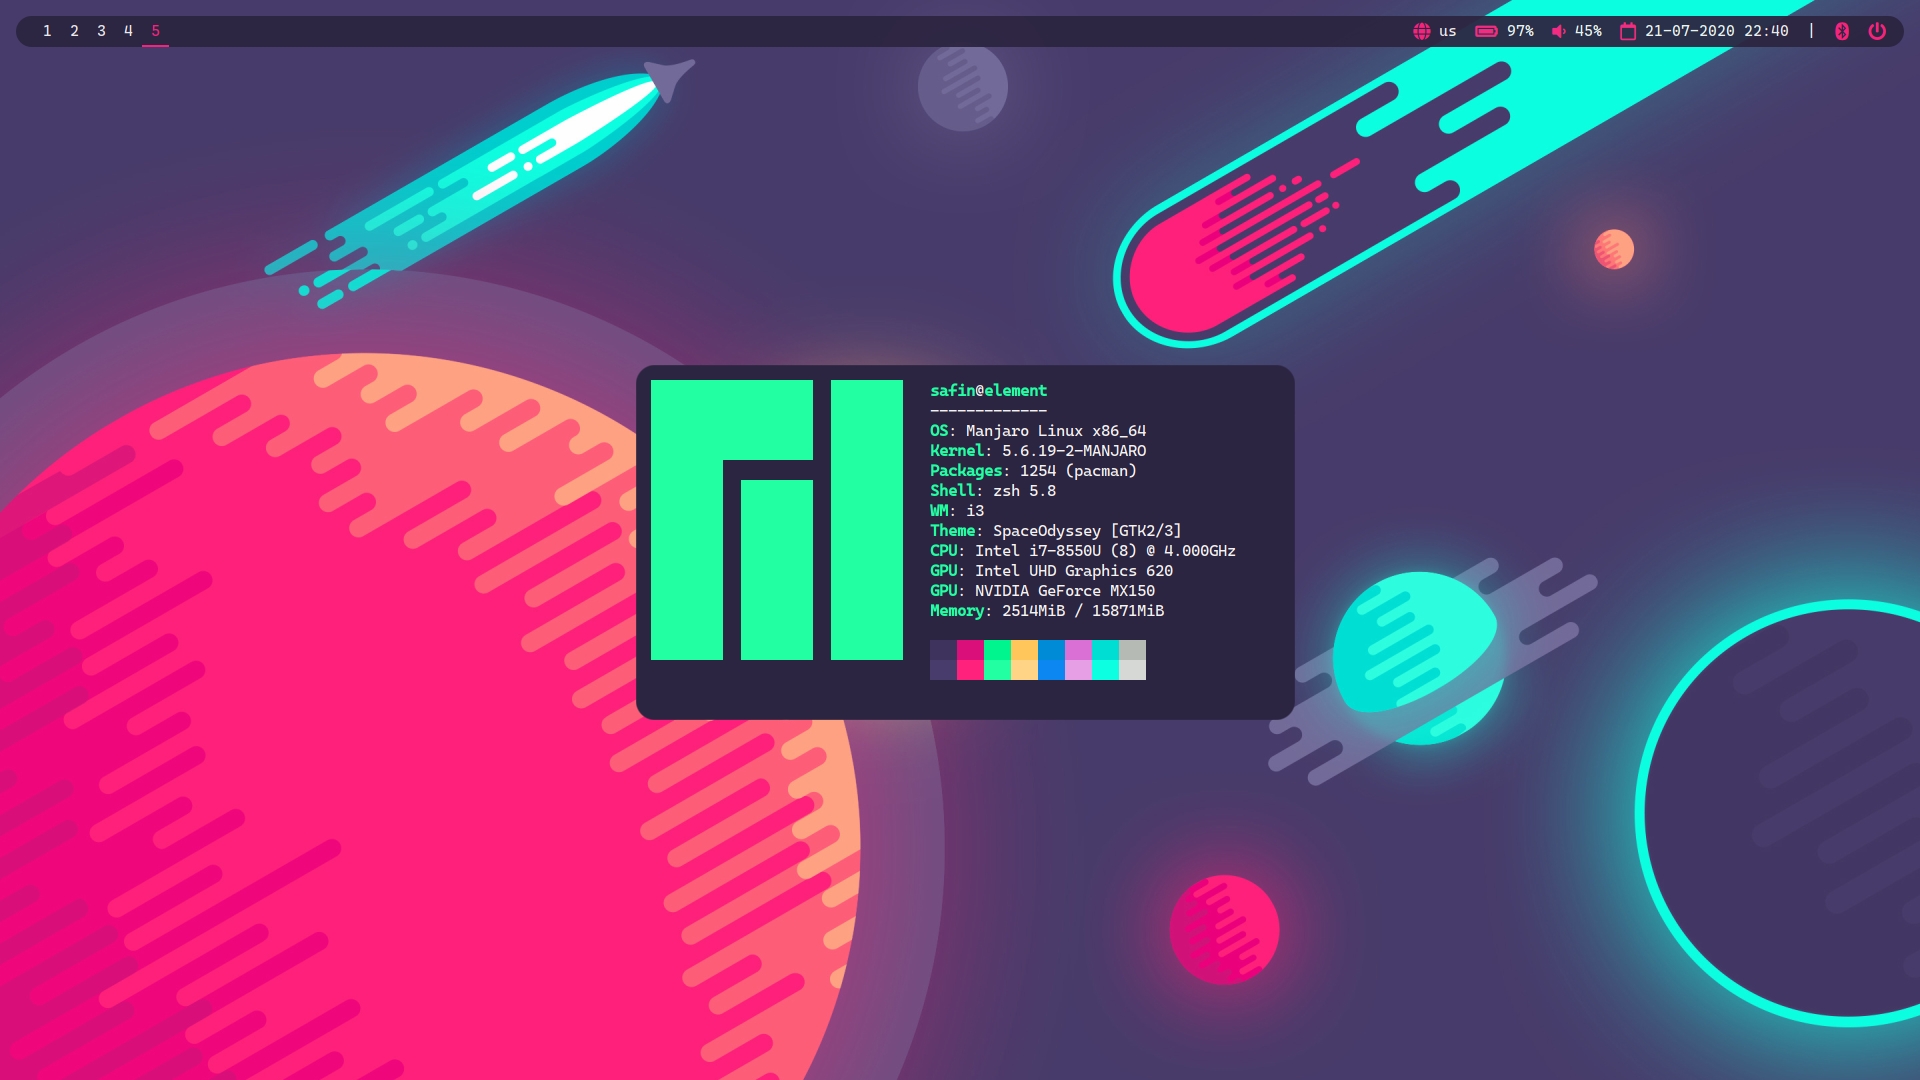 1 2 3 4 5
us 97% 45% 21-07-2020 22:40 |
safin@element
-------------
OS: Manjaro Linux x86_64
Kernel: 5.6.19-2-MANJARO
Packages: 1254 (pacman)
Shell: zsh 5.8
WM: i3
Theme: SpaceOdyssey [GTK2/3]
CPU: Intel i7-8550U (8) @ 4.000GHz
GPU: Intel UHD Graphics 620
GPU: NVIDIA GeForce MX150
Memory: 2514MiB / 15871MiB